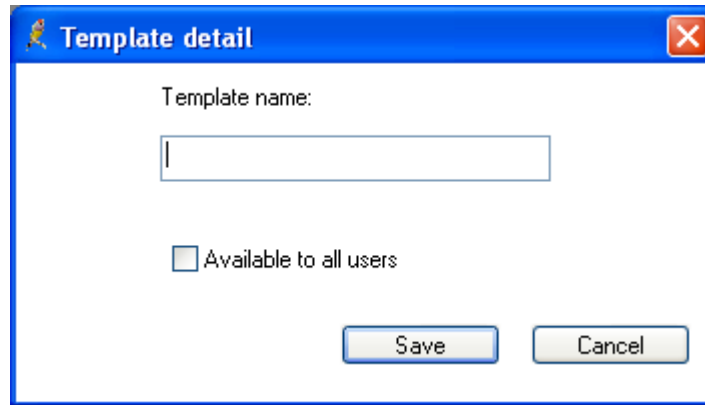 Template detail
Template name:
Available to all users
Save Cancel